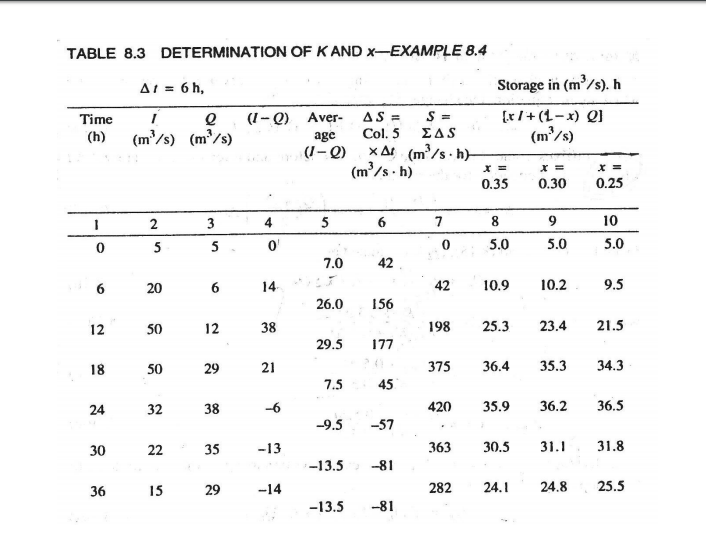 TABLE 8.3 DETERMINATION OF K AND x—EXAMPLE 8.4
Δt = 6 h, Storage in (m³/s). h
Time I Q (I – Q) Aver- ΔS = S = [x I + (1 – x) Q]
(h) (m³/s) (m³/s) age Col. 5 ΣΔS (m³/s)
(I – Q) × Δt (m³/s · h)
(m³/s · h) x = x = x =
0.35 0.30 0.25
1 2 3 4 5 6 7 8 9 10
0 5 5 0 0 5.0 5.0 5.0
7.0 42
6 20 6 14 42 10.9 10.2 9.5
26.0 156
12 50 12 38 198 25.3 23.4 21.5
29.5 177
18 50 29 21 375 36.4 35.3 34.3
7.5 45
24 32 38 –6 420 35.9 36.2 36.5
–9.5 –57
30 22 35 –13 363 30.5 31.1 31.8
–13.5 –81
36 15 29 –14 282 24.1 24.8 25.5
–13.5 –81